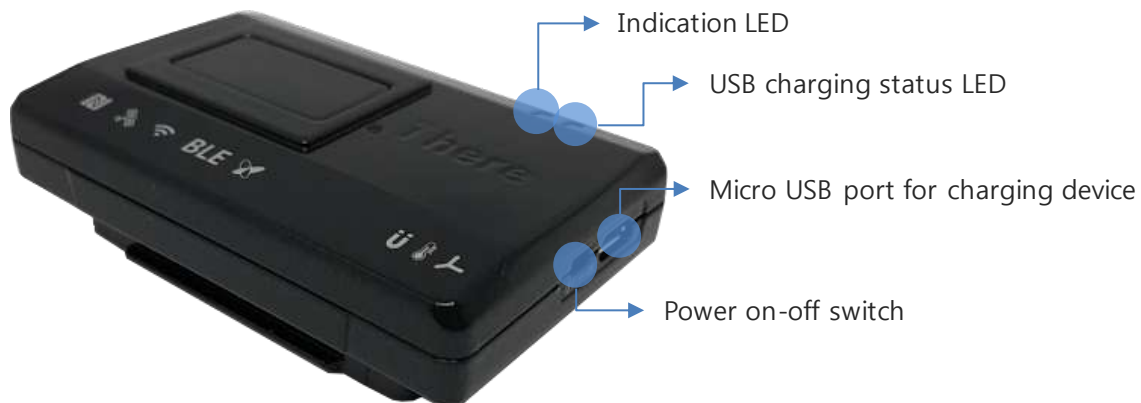 Indication LED
USB charging status LED
There
BLE
Micro USB port for charging device
Ü
Power on-off switch